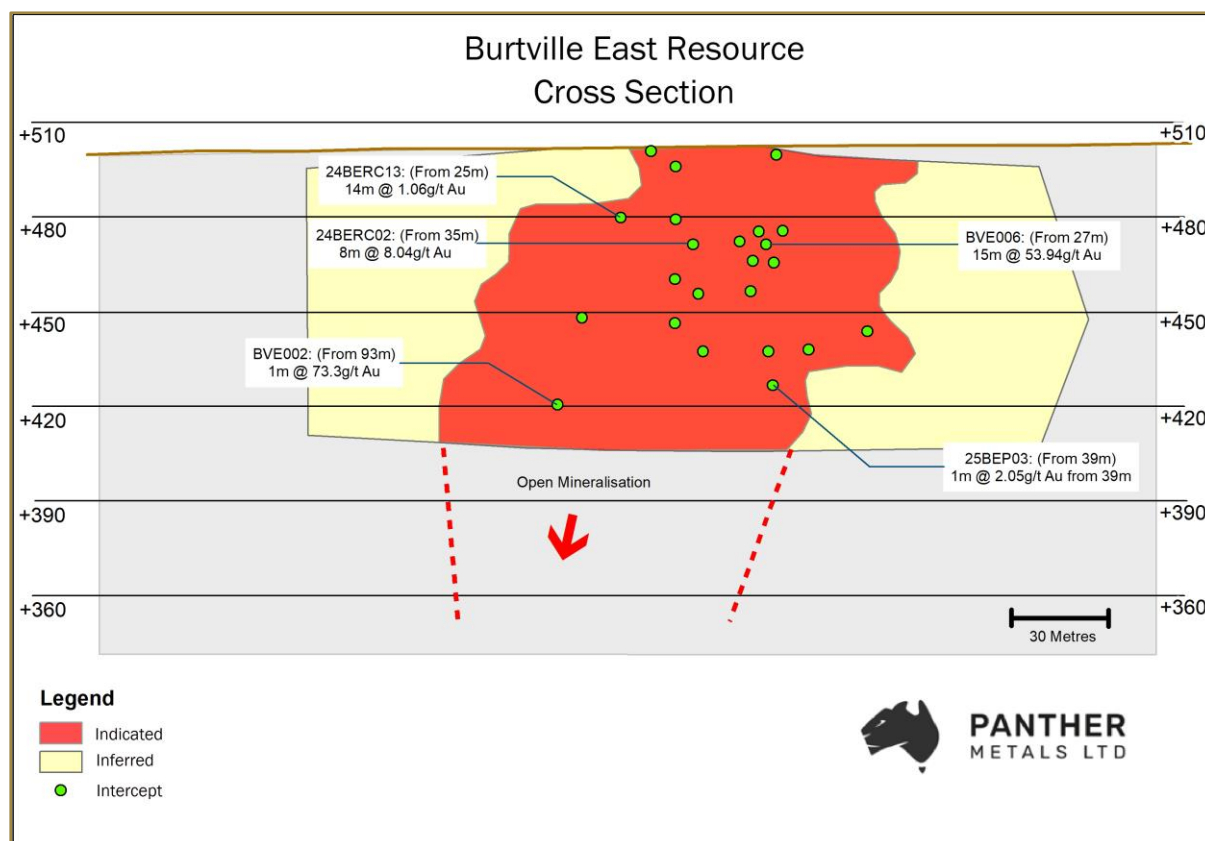 Burtville East Resource
Cross Section
+510
+510
24BERC13: (From 25m)
14m @ 1.06g/t Au
+480
+480
24BERC02: (From 35m)
8m @ 8.04g/t Au
BVE006: (From 27m)
15m @ 53.94g/t Au
+450
+450
BVE002: (From 93m)
1m @ 73.3g/t Au
+420
+420
25BEP03: (From 39m)
1m @ 2.05g/t Au from 39m
Open Mineralisation
+390
+390
+360
+360
30 Metres
Legend
Indicated
Inferred
Intercept
PANTHER
METALS LTD